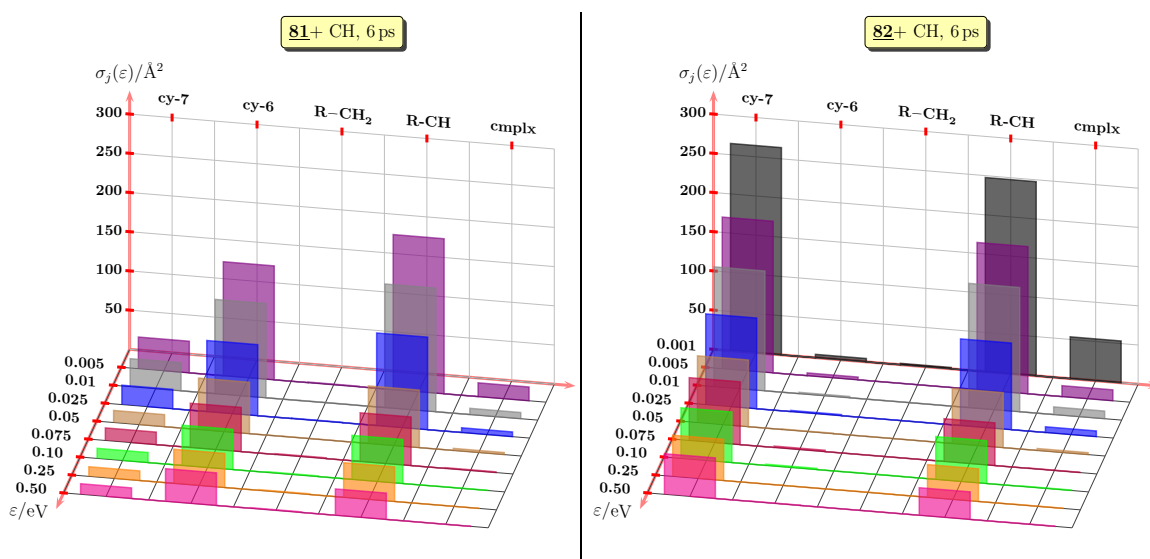 81+ CH, 6 ps
σj(ε)/Å²
cy-7
cy-6
R−CH₂
R-CH
cmplx
300
250
200
150
100
50
0.005
0.01
0.025
0.05
0.075
0.10
0.25
0.50
ε/eV
82+ CH, 6 ps
σj(ε)/Å²
cy-7
cy-6
R−CH₂
R-CH
cmplx
300
250
200
150
100
50
0.001
0.005
0.01
0.025
0.05
0.075
0.10
0.25
0.50
ε/eV